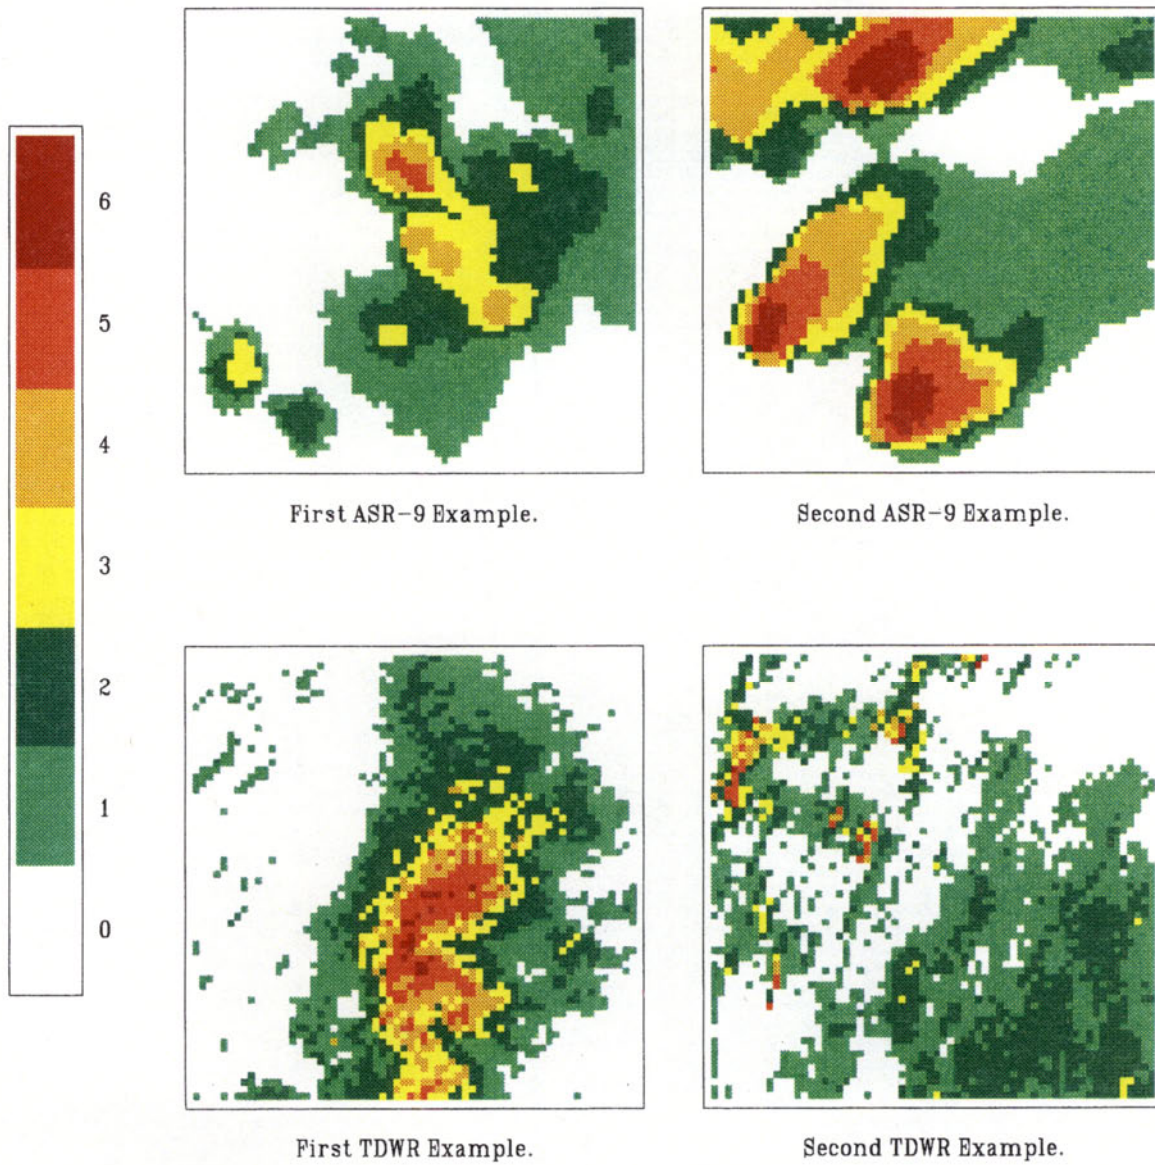 6
5
4
3
2
1
0
First ASR-9 Example.
Second ASR-9 Example.
First TDWR Example.
Second TDWR Example.